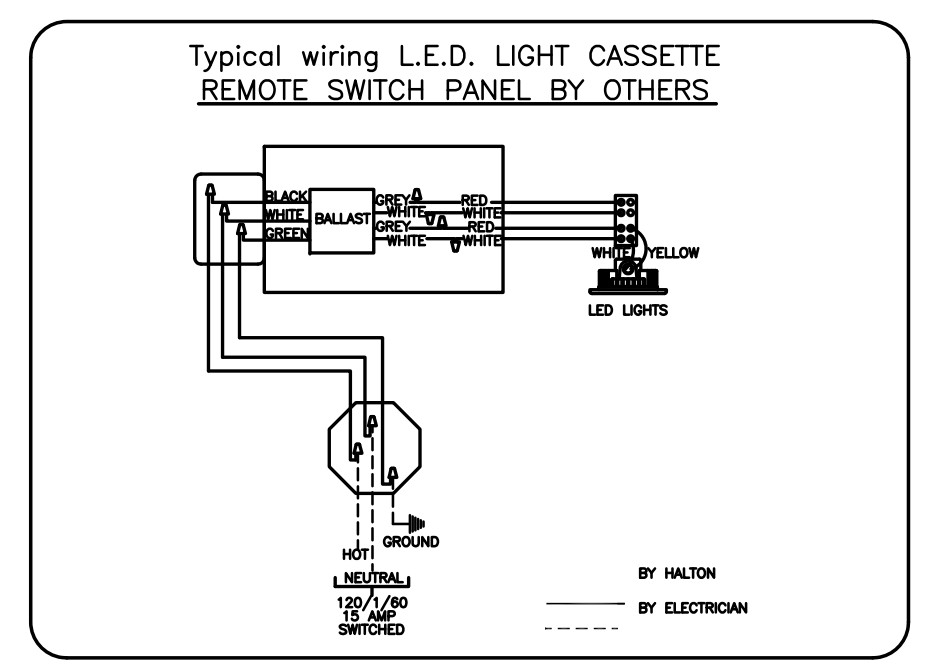 Typical wiring L.E.D. LIGHT CASSETTE
REMOTE SWITCH PANEL BY OTHERS
BLACK
WHITE
GREEN
BALLAST
GREY
WHITE
GREY
WHITE
RED
WHITE
RED
WHITE
WHITE
YELLOW
LED LIGHTS
GROUND
HOT
NEUTRAL
120/1/60
15 AMP
SWITCHED
BY HALTON
BY ELECTRICIAN